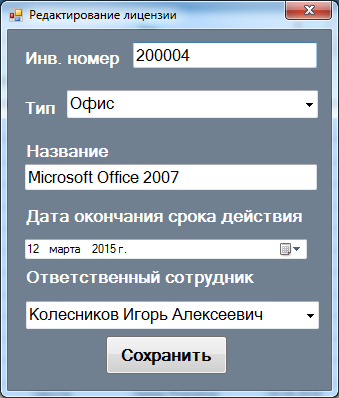 Редактирование лицензии
Инв. номер 200004
Тип Офис
Название
Microsoft Office 2007
Дата окончания срока действия
12 марта 2015 г.
Ответственный сотрудник
Колесников Игорь Алексеевич
Сохранить